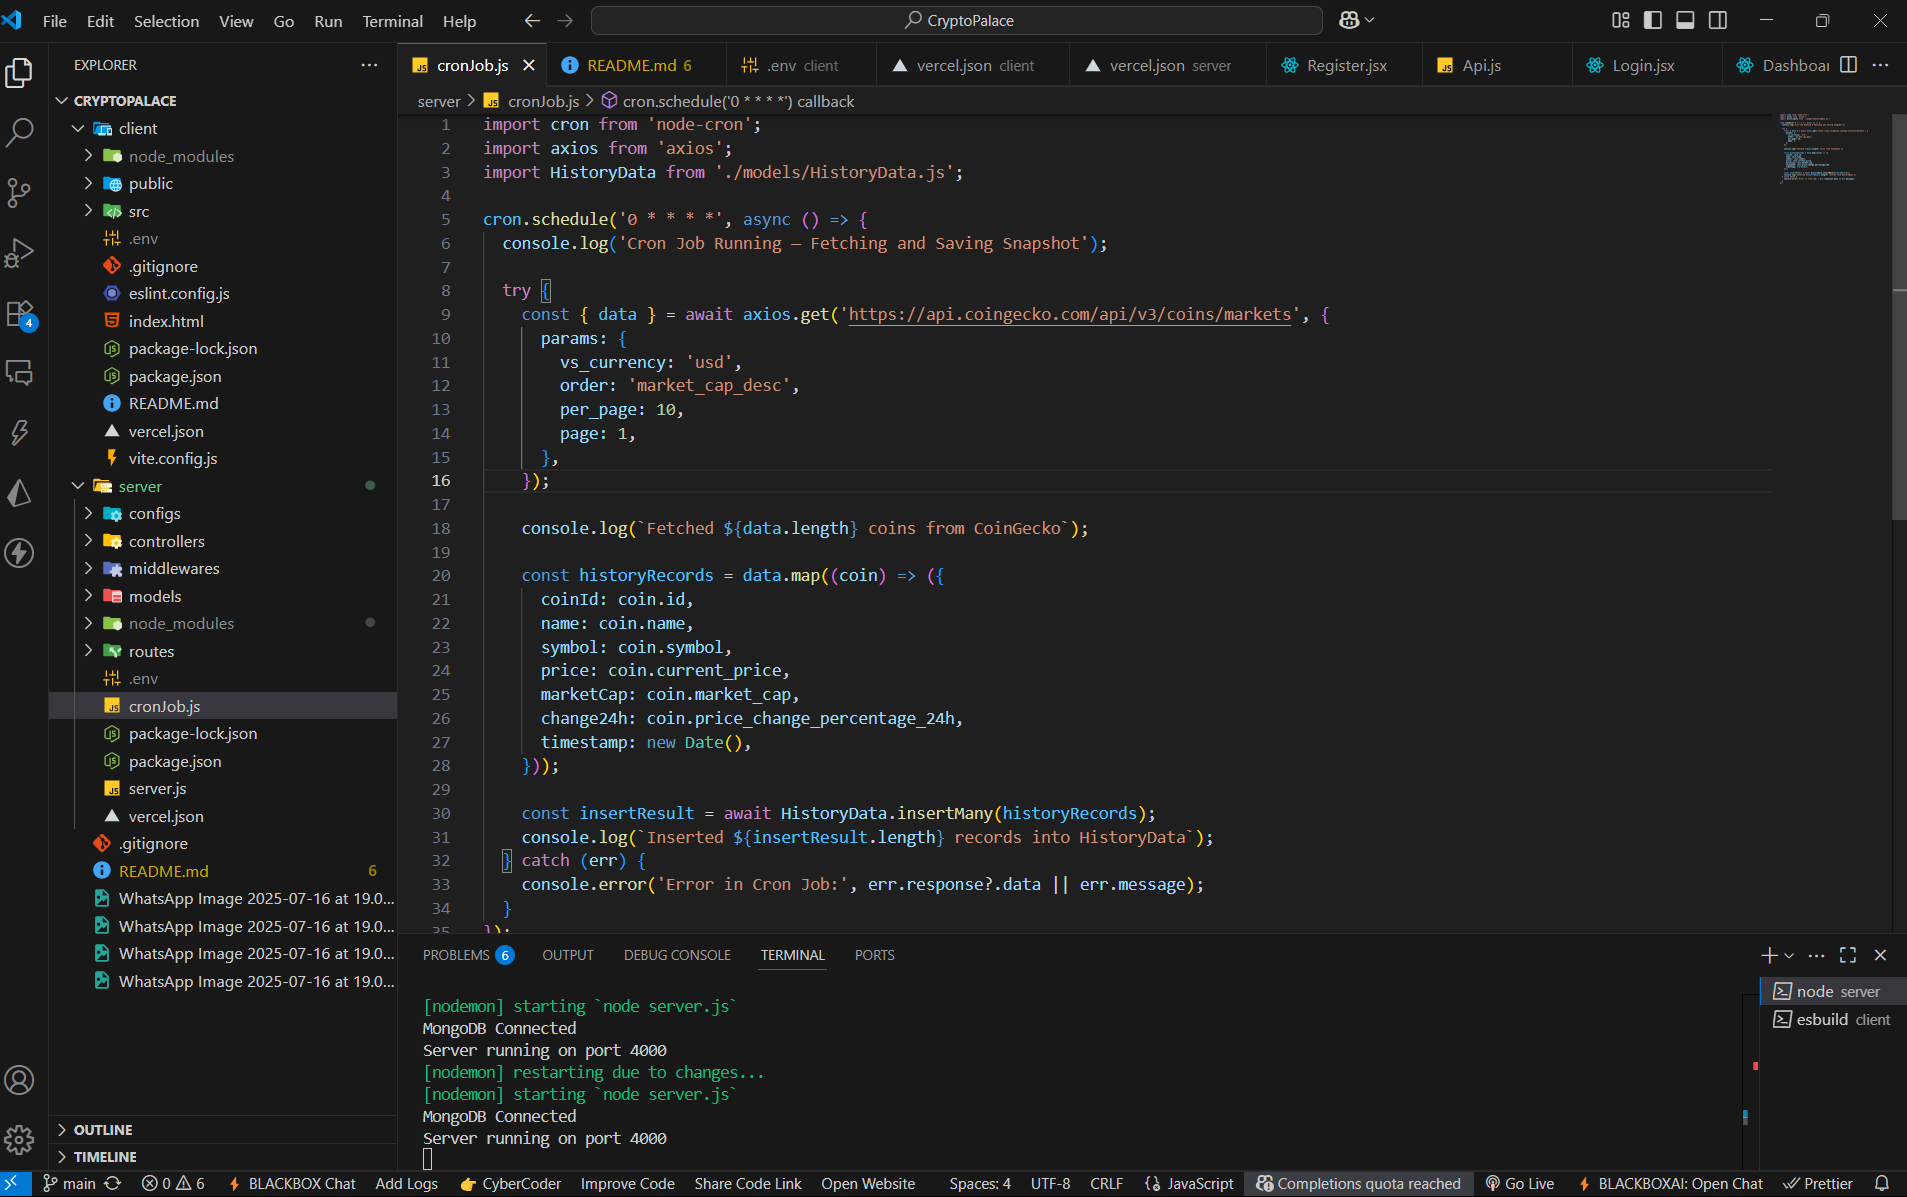 File Edit Selection View Go Run Terminal Help
CryptoPalace
EXPLORER
CRYPTOPALACE
client
node_modules
public
src
.env
.gitignore
eslint.config.js
index.html
package-lock.json
package.json
README.md
vercel.json
vite.config.js
server
configs
controllers
middlewares
models
node_modules
routes
.env
cronJob.js
package-lock.json
package.json
server.js
vercel.json
.gitignore
README.md 6
WhatsApp Image 2025-07-16 at 19.0...
WhatsApp Image 2025-07-16 at 19.0...
WhatsApp Image 2025-07-16 at 19.0...
WhatsApp Image 2025-07-16 at 19.0...
OUTLINE
TIMELINE
4
cronJob.js README.md 6 .env client vercel.json client vercel.json server Register.jsx Api.js Login.jsx Dashboar
server > cronJob.js > cron.schedule('0 * * * *') callback
1 import cron from 'node-cron';
2 import axios from 'axios';
3 import HistoryData from './models/HistoryData.js';
4
5 cron.schedule('0 * * * *', async () => {
6 console.log('Cron Job Running – Fetching and Saving Snapshot');
7
8 try {
9 const { data } = await axios.get('https://api.coingecko.com/api/v3/coins/markets', {
10 params: {
11 vs_currency: 'usd',
12 order: 'market_cap_desc',
13 per_page: 10,
14 page: 1,
15 },
16 });
17
18 console.log(`Fetched ${data.length} coins from CoinGecko`);
19
20 const historyRecords = data.map((coin) => ({
21 coinId: coin.id,
22 name: coin.name,
23 symbol: coin.symbol,
24 price: coin.current_price,
25 marketCap: coin.market_cap,
26 change24h: coin.price_change_percentage_24h,
27 timestamp: new Date(),
28 }));
29
30 const insertResult = await HistoryData.insertMany(historyRecords);
31 console.log(`Inserted ${insertResult.length} records into HistoryData`);
32 } catch (err) {
33 console.error('Error in Cron Job:', err.response?.data || err.message);
34 }
35 });
PROBLEMS 6 OUTPUT DEBUG CONSOLE TERMINAL PORTS
[nodemon] starting `node server.js`
MongoDB Connected
Server running on port 4000
[nodemon] restarting due to changes...
[nodemon] starting `node server.js`
MongoDB Connected
Server running on port 4000
node server
esbuild client
main 0 6 BLACKBOX Chat Add Logs CyberCoder Improve Code Share Code Link Open Website Spaces: 4 UTF-8 CRLF {} JavaScript Completions quota reached Go Live BLACKBOXAI: Open Chat Prettier